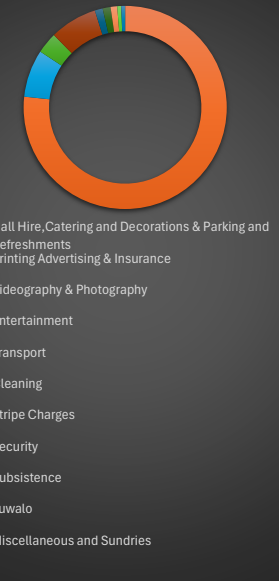 all Hire,Catering and Decorations & Parking and
efreshments
rinting Advertising & Insurance
ideography & Photography
ntertainment
ransport
leaning
tripe Charges
ecurity
ubsistence
uwalo
iscellaneous and Sundries